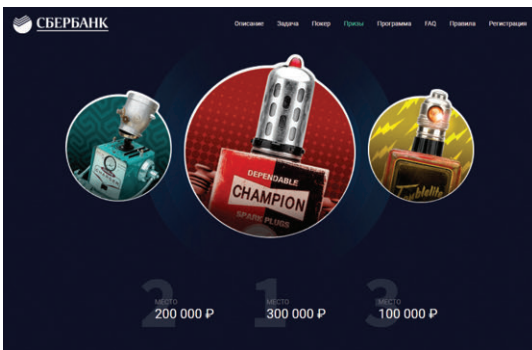 СБЕРБАНК
Описание Задача Покер Призы Программа FAQ Правила Регистрация
DEPENDABLE
CHAMPION
SPARK PLUGS
Troublelite
2 МЕСТО 200 000 ₽
1 МЕСТО 300 000 ₽
3 МЕСТО 100 000 ₽